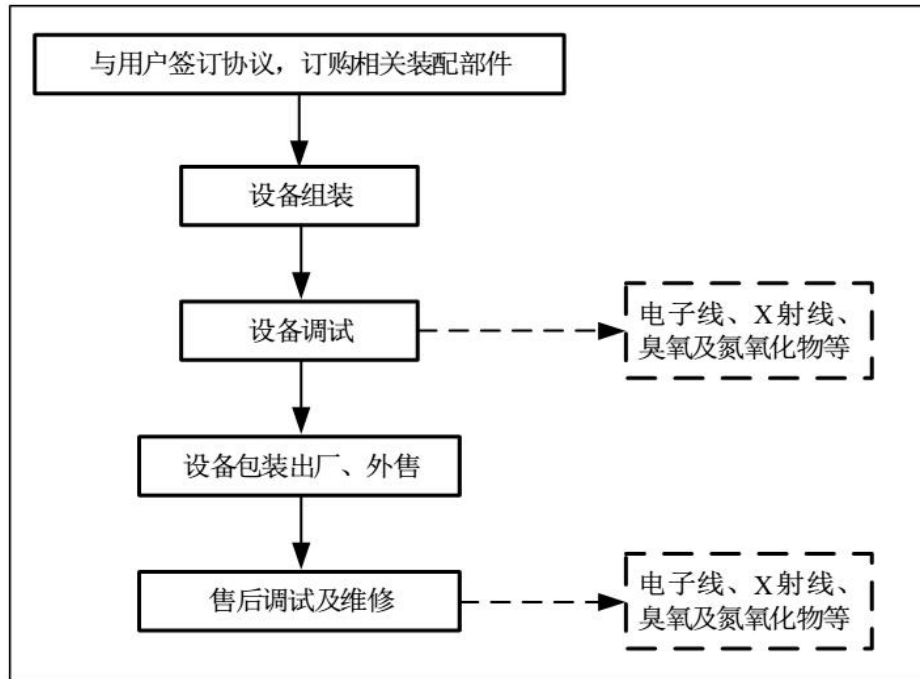 与用户签订协议，订购相关装配部件
设备组装
设备调试
电子线、X射线、
臭氧及氮氧化物等
设备包装出厂、外售
售后调试及维修
电子线、X射线、
臭氧及氮氧化物等